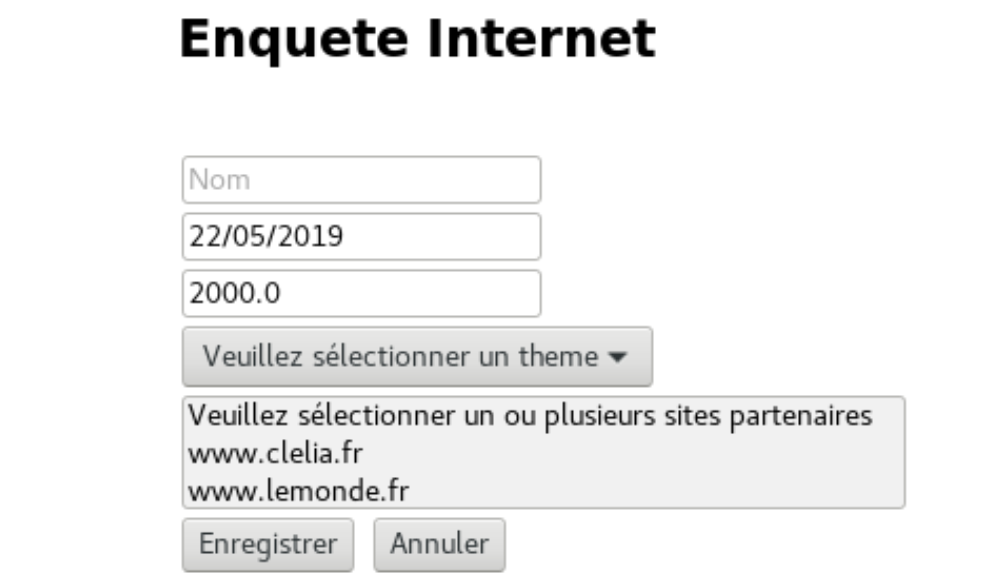 Enquete Internet
Nom
22/05/2019
2000.0
Veuillez sélectionner un theme
Veuillez sélectionner un ou plusieurs sites partenaires
www.clelia.fr
www.lemonde.fr
Enregistrer Annuler